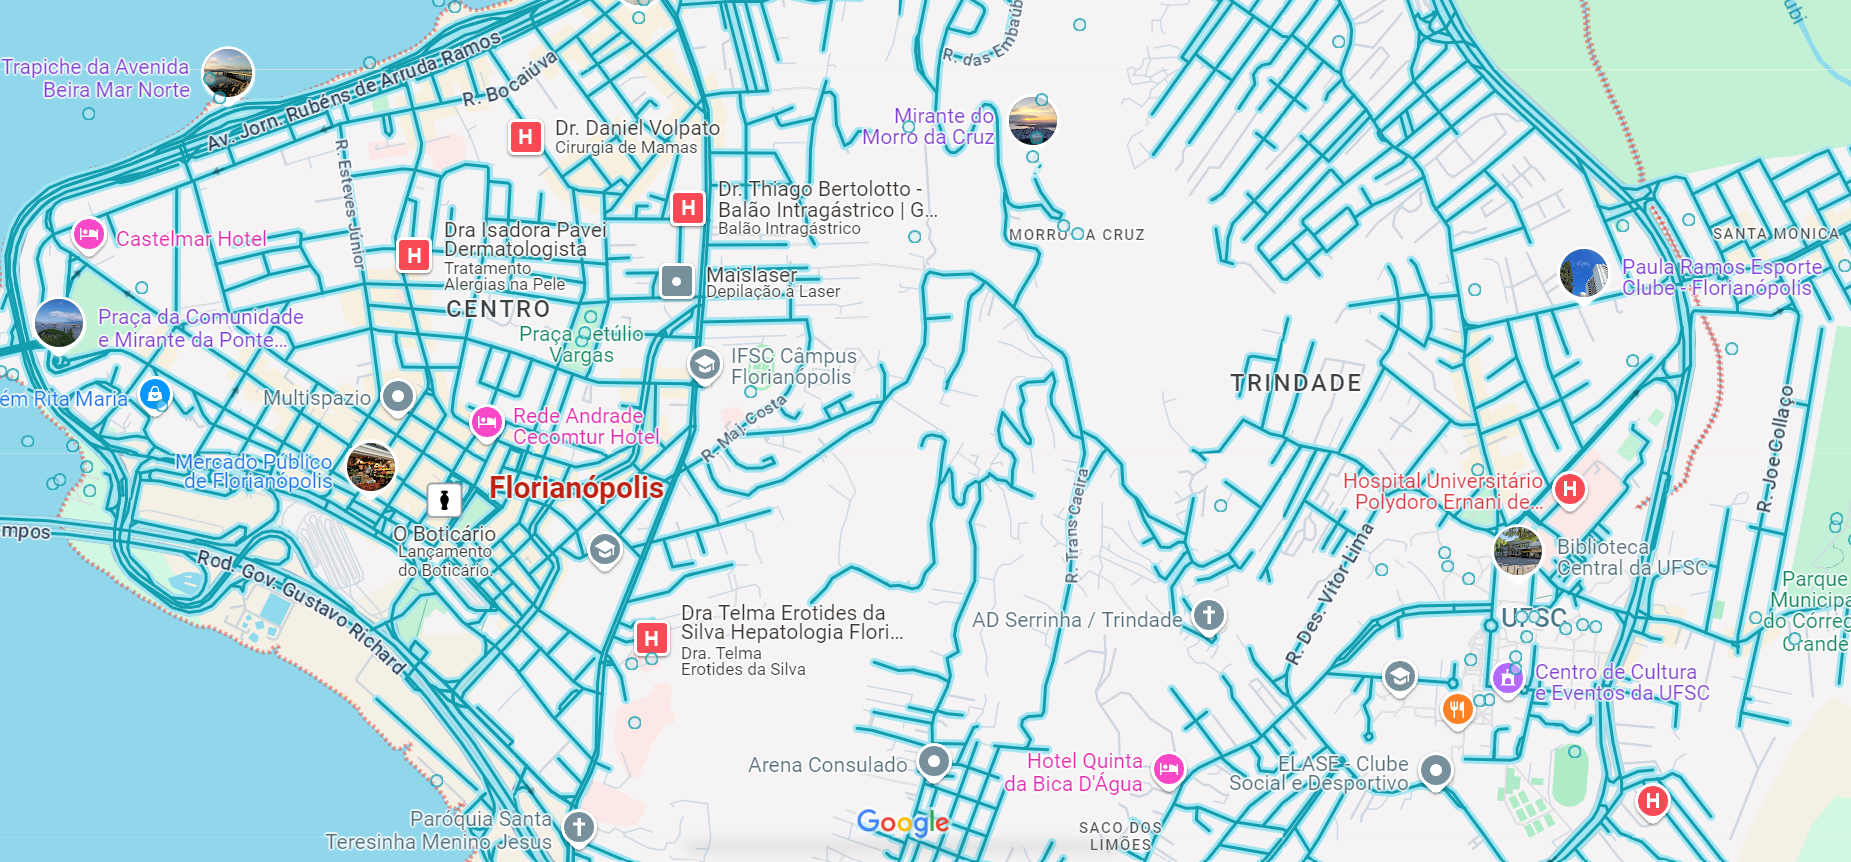 Trapiche da Avenida
Beira Mar Norte
Av. Jorn. Rubéns de Arruda Ramos
R. Bocaiúva
R. das Embaúb
ubi
Dr. Daniel Volpato
Cirurgia de Mamas
Mirante do
Morro da Cruz
R. Esteves Júnior
Dr. Thiago Bertolotto -
Balão Intragástrico | G...
Balão Intragástrico
Castelmar Hotel
Dra Isadora Pavei
Dermatologista
Tratamento
Alergias na Pele
MORRO DA CRUZ
SANTA MONICA
Maislaser
Depilação à Laser
Paula Ramos Esporte
Clube - Florianópolis
CENTRO
Praça da Comunidade
e Mirante da Ponte...
Praça Getúlio
Vargas
IFSC Câmpus
Florianópolis
TRINDADE
ém Rita Maria
Multispazio
Rede Andrade
Cecomtur Hotel
R. Maj. Costa
R. Joe Collaço
Mercado Público
de Florianópolis
Florianópolis
Hospital Universitário
Polydoro Ernani de...
R. Trans Caeira
mpos
O Boticário
Lançamento
do Boticário.
Rod. Gov. Gustavo Richard
R. Des. Vitor Lima
Biblioteca
Central da UFSC
Parque
Municipa
do Córreg
Grande
Dra Telma Erotides da
Silva Hepatologia Flori...
Dra. Telma
Erotides da Silva
AD Serrinha / Trindade
UFSC
Centro de Cultura
e Eventos da UFSC
Arena Consulado
Hotel Quinta
da Bica D'Água
ELASE - Clube
Social e Desportivo
Google
Paróquia Santa
Teresinha Menino Jesus
SACO DOS
LIMÕES